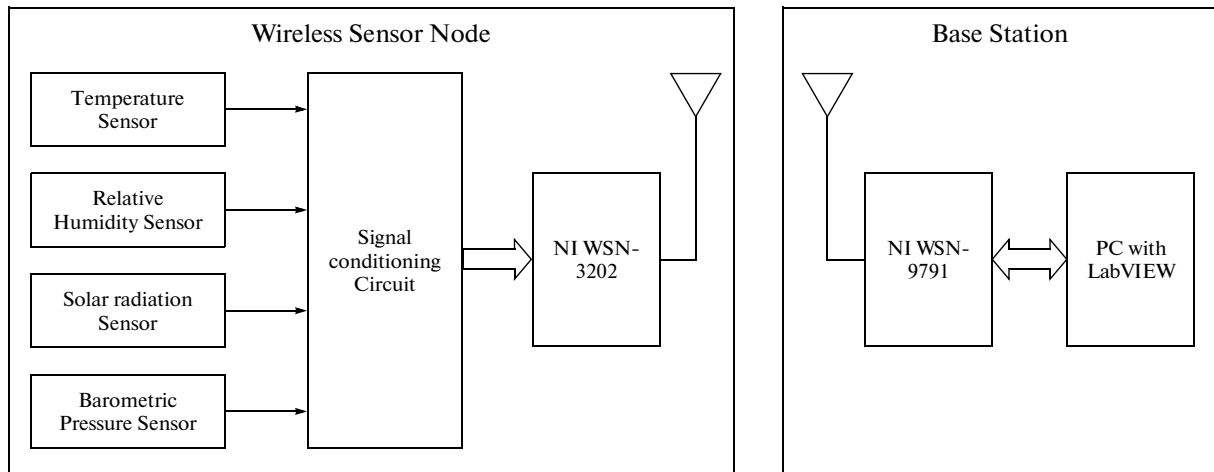 Wireless Sensor Node
Temperature
Sensor
Relative
Humidity Sensor
Solar radiation
Sensor
Barometric
Pressure Sensor
Signal
conditioning
Circuit
NI WSN-
3202
Base Station
NI WSN-
9791
PC with
LabVIEW